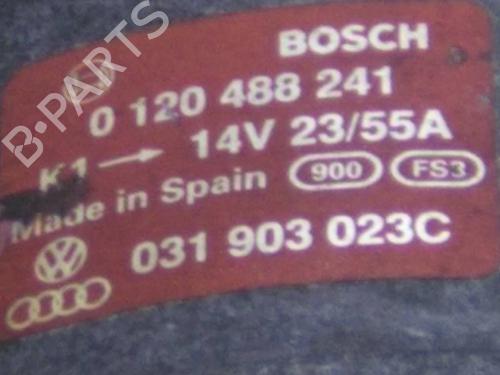 BOSCH
0 120 488 241
K1 → 14V 23/55A
Made in Spain 900 FS3
031 903 023C
B-PARTS